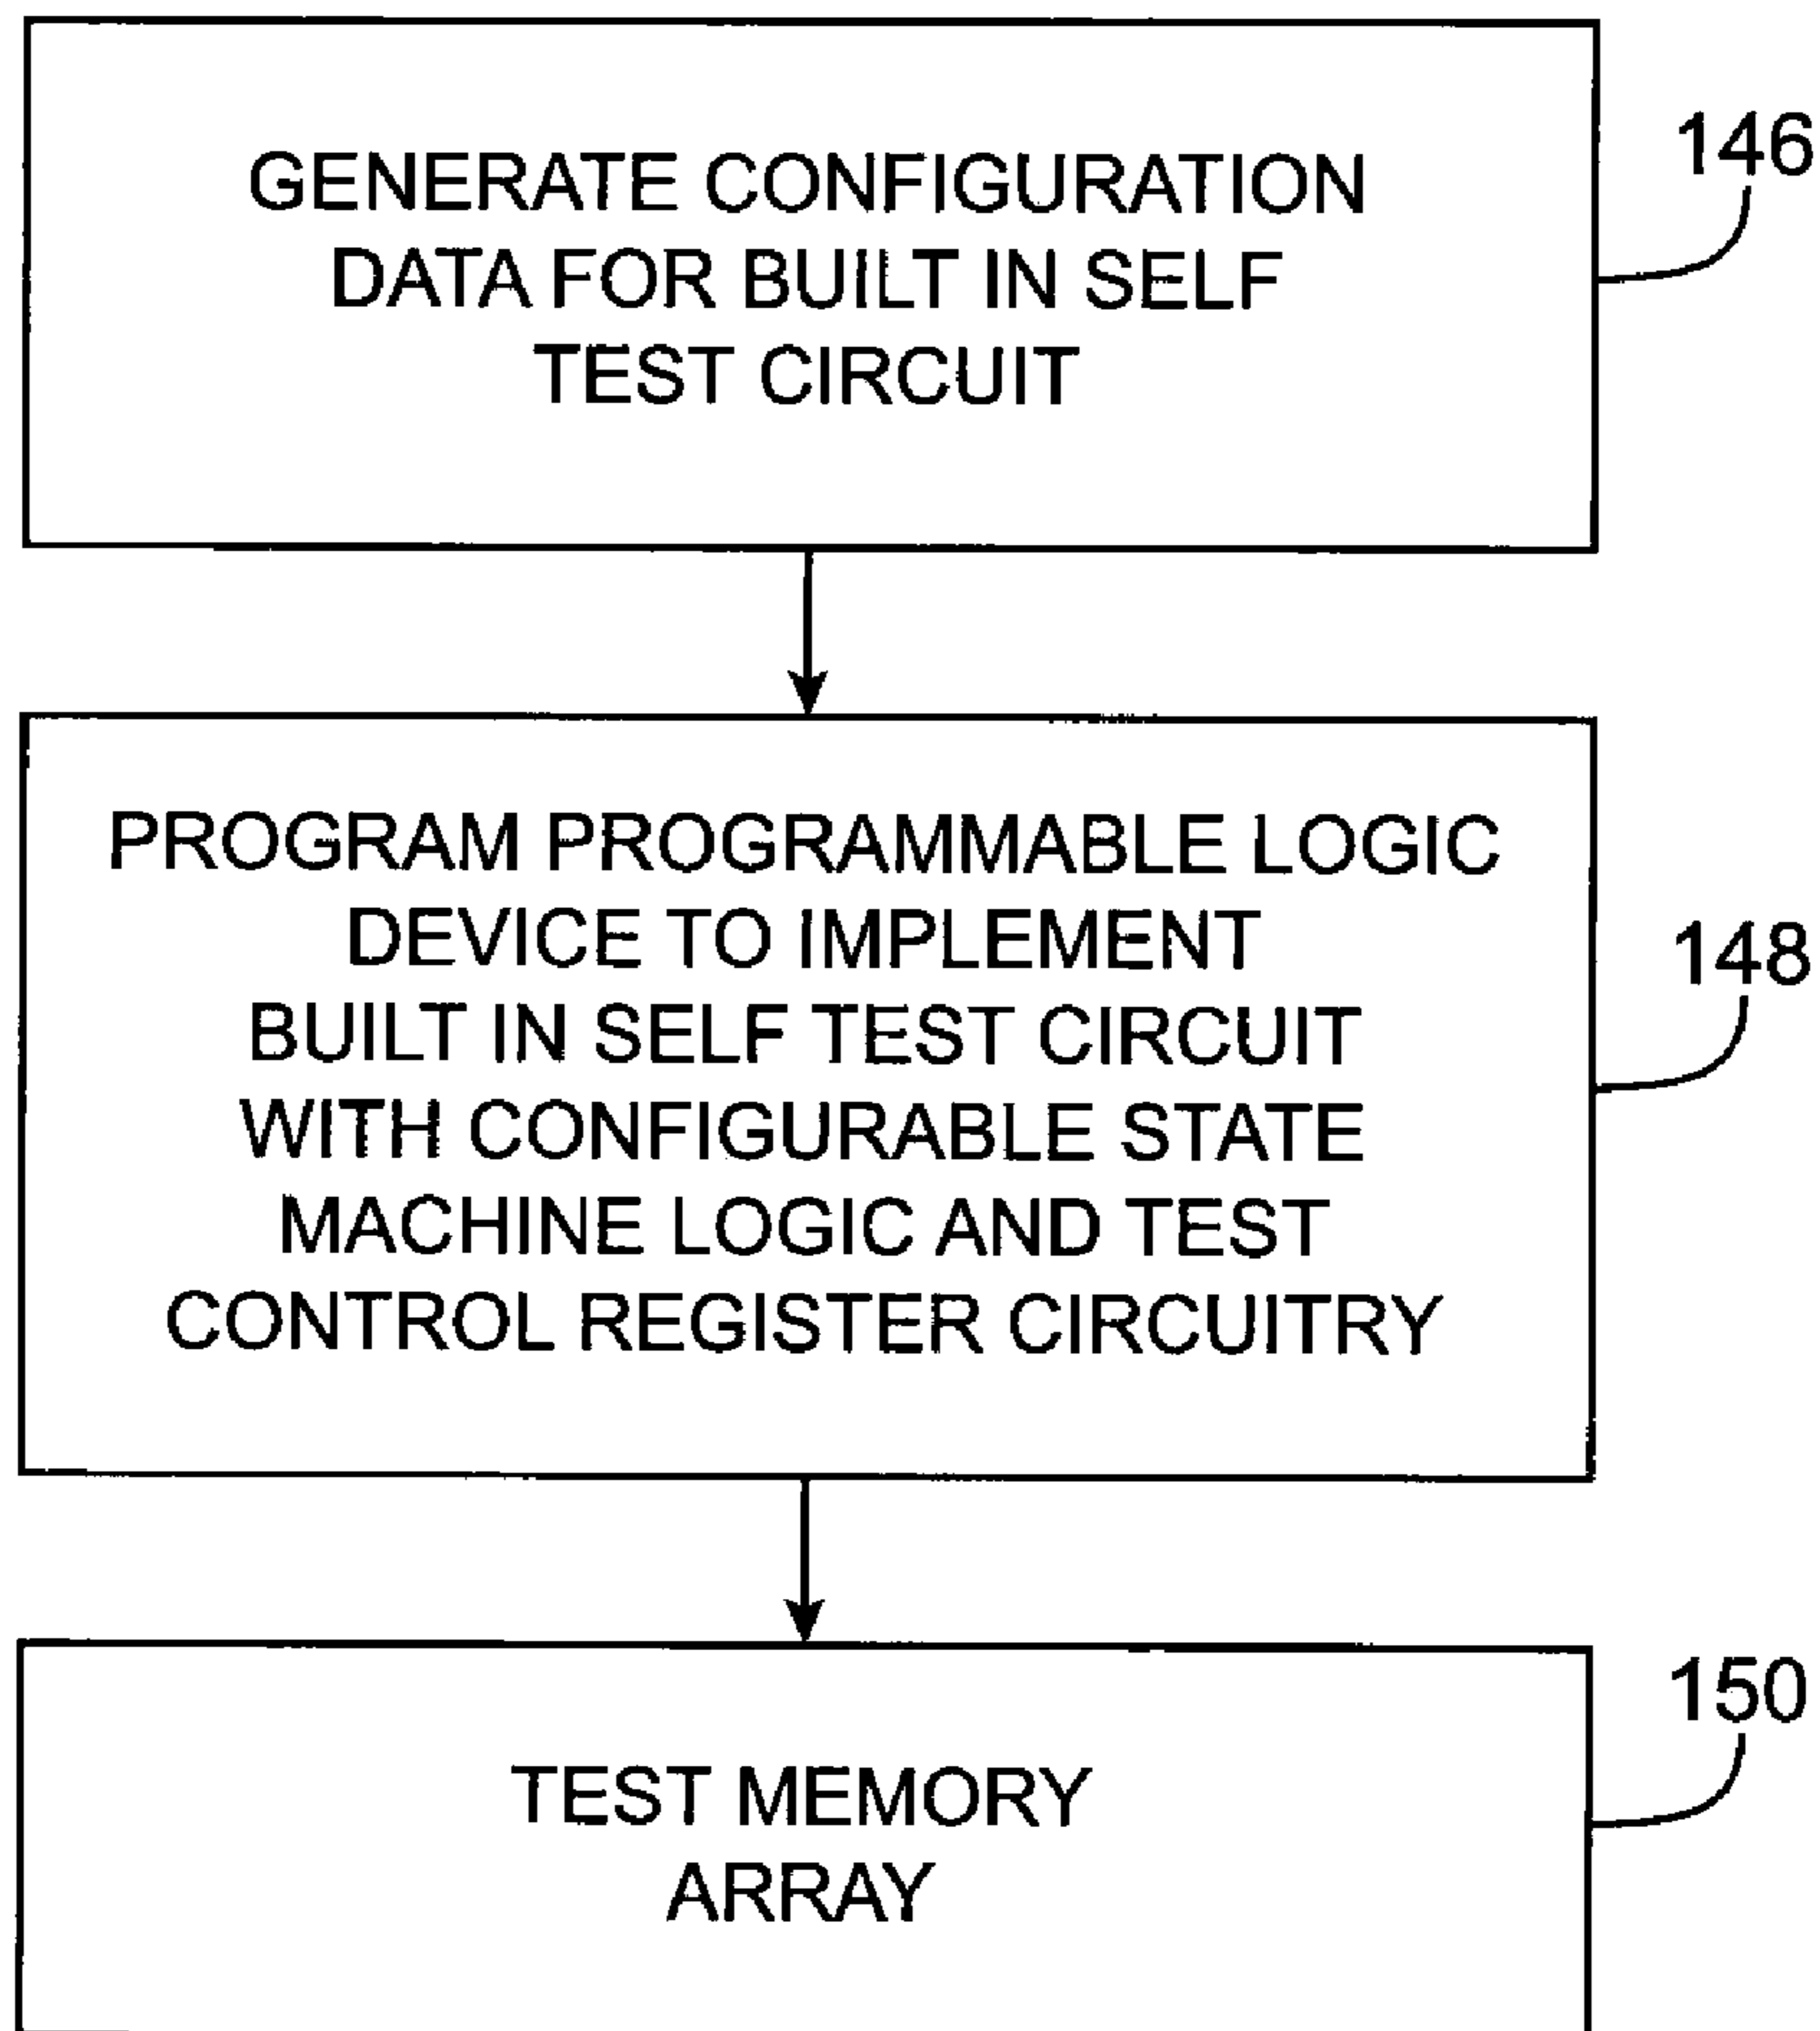 GENERATE CONFIGURATION
DATA FOR BUILT IN SELF
TEST CIRCUIT
146
PROGRAM PROGRAMMABLE LOGIC
DEVICE TO IMPLEMENT
BUILT IN SELF TEST CIRCUIT
WITH CONFIGURABLE STATE
MACHINE LOGIC AND TEST
CONTROL REGISTER CIRCUITRY
148
TEST MEMORY
ARRAY
150